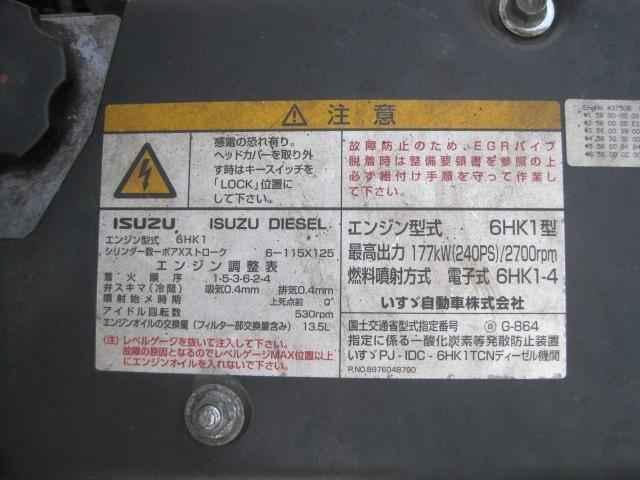 注意
感電の恐れ有り。
ヘッドカバーを取り外
す時はキースイッチを
「LOCK」位置に
して下さい。
故障防止のため、EGRパイプ
脱着時は整備要領書を参照の上
必ず組付け手順を守って作業
して下さい。
ISUZU ISUZU DIESEL
エンジン型式 6HK1
シリンダ数ーボアXストローク 6-115X125
エンジン調整表
着火順序 1-5-3-6-2-4
弁スキマ(冷間) 吸気0.4mm 排気0.4mm
噴射始メ時期 上死点前 0°
アイドル回転数 530rpm
エンジンオイルの交換量(フィルター部交換量含み) 13.5L
(注)レベルゲージを抜いて注入して下さい。
故障の原因となるのでレベルゲージMAX位置以上
にエンジンオイルを入れないで下さい。
エンジン型式 6HK1型
最高出力 177kW(240PS)/2700rpm
燃料噴射方式 電子式 6HK1-4
いすゞ自動車株式会社
国土交通省型式指定番号 G-864
指定に係る一酸化炭素等発散防止装置
いすゞPJ-IDC-6HK1TCNディーゼル機関
P.NO.8976048790